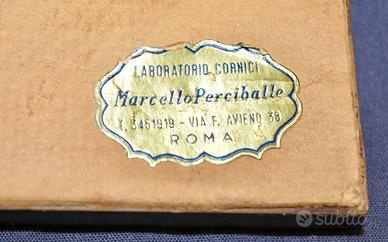 LABORATORIO CORNICI
Marcello Perciballe
T. 3451919 - VIA F. AVIENO 38
ROMA
subito